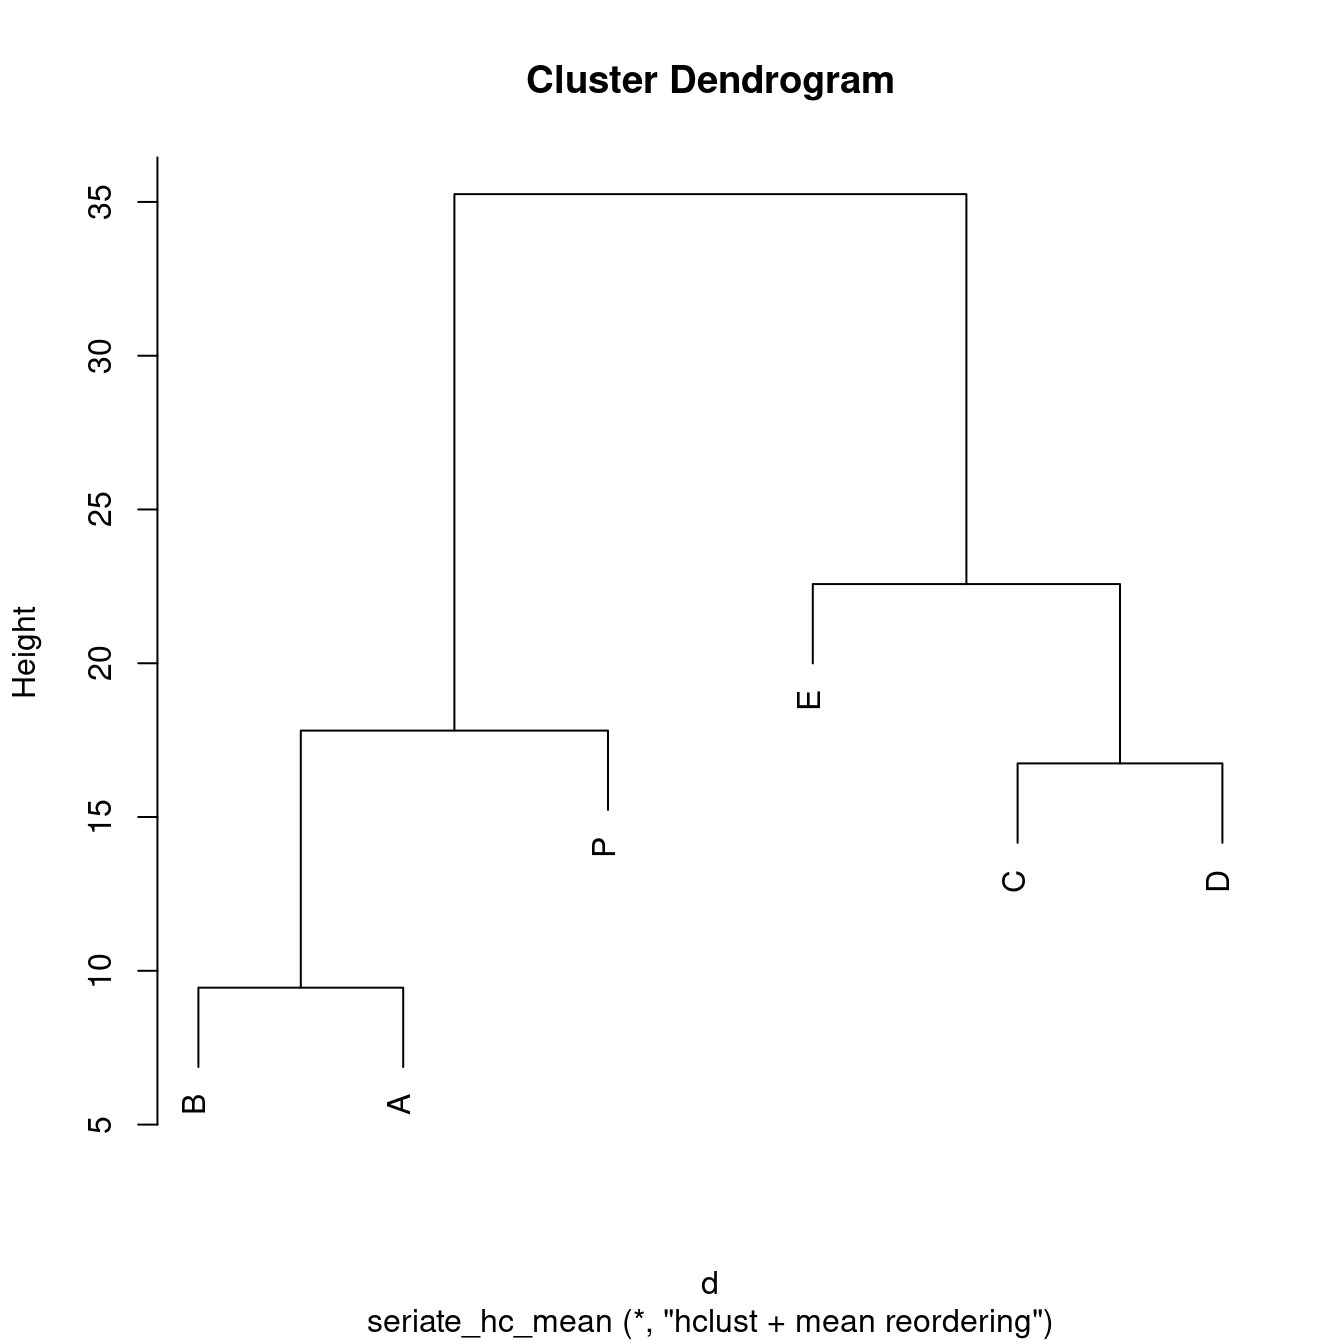 Cluster Dendrogram
Height
35
30
25
20
15
10
5
B
A
P
E
C
D
d
seriate_hc_mean (*, "hclust + mean reordering")